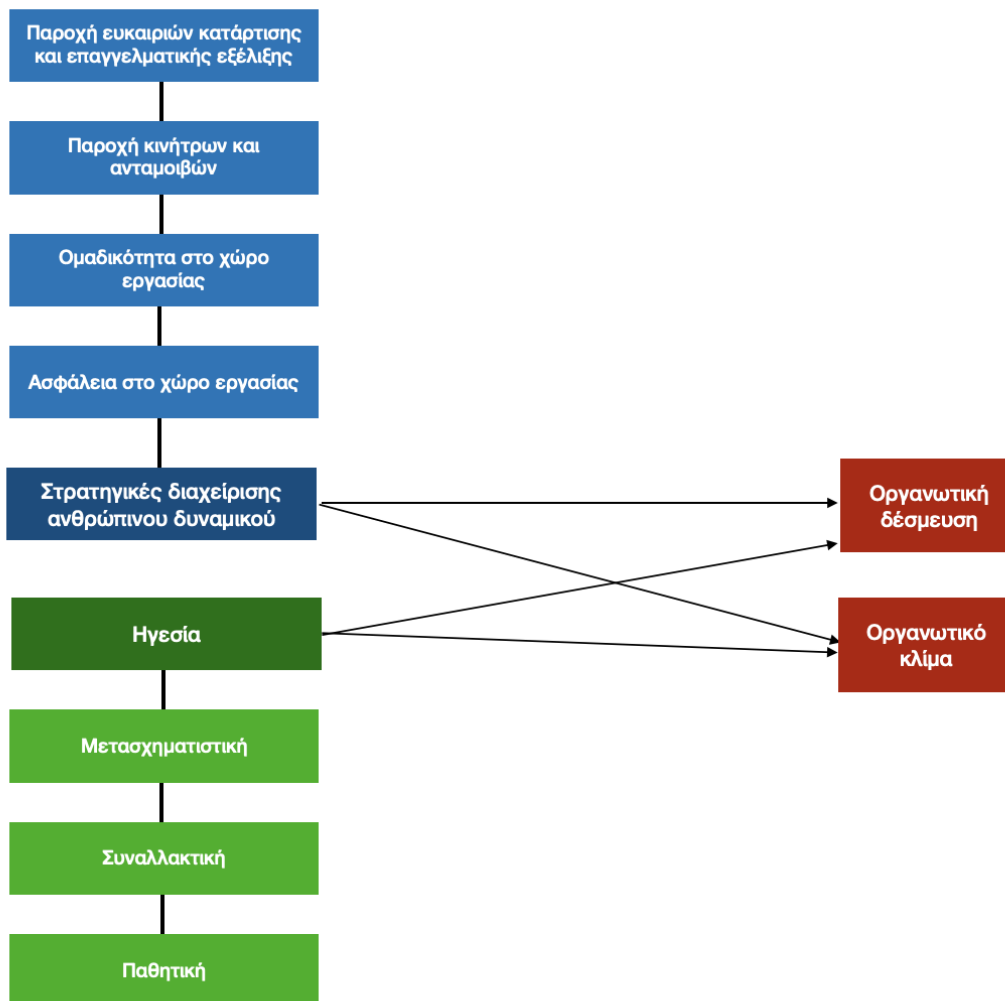 Παροχή ευκαιριών κατάρτισης
και επαγγελματικής εξέλιξης
Παροχή κινήτρων και
ανταμοιβών
Ομαδικότητα στο χώρο
εργασίας
Ασφάλεια στο χώρο εργασίας
Στρατηγικές διαχείρισης
ανθρώπινου δυναμικού
Οργανωτική
δέσμευση
Ηγεσία
Οργανωτικό
κλίμα
Μετασχηματιστική
Συναλλακτική
Παθητική